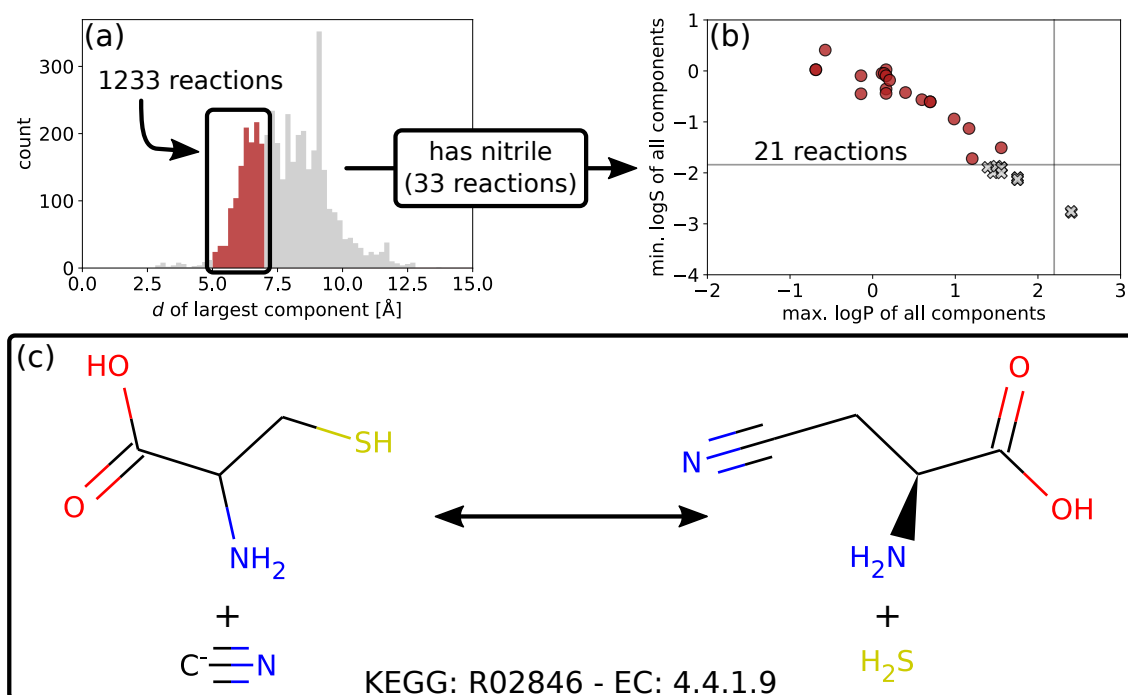 (a)
1233 reactions
300
200
100
0
count
0.0 2.5 5.0 7.5 10.0 12.5 15.0
d of largest component [Å]
has nitrile
(33 reactions)
(b)
1
0
−1
−2
−3
−4
min. logS of all components
21 reactions
−2 −1 0 1 2 3
max. logP of all components
(c)
HO
O
SH
NH2
+
C- N
N
O
OH
H2N
+
H2S
KEGG: R02846 - EC: 4.4.1.9